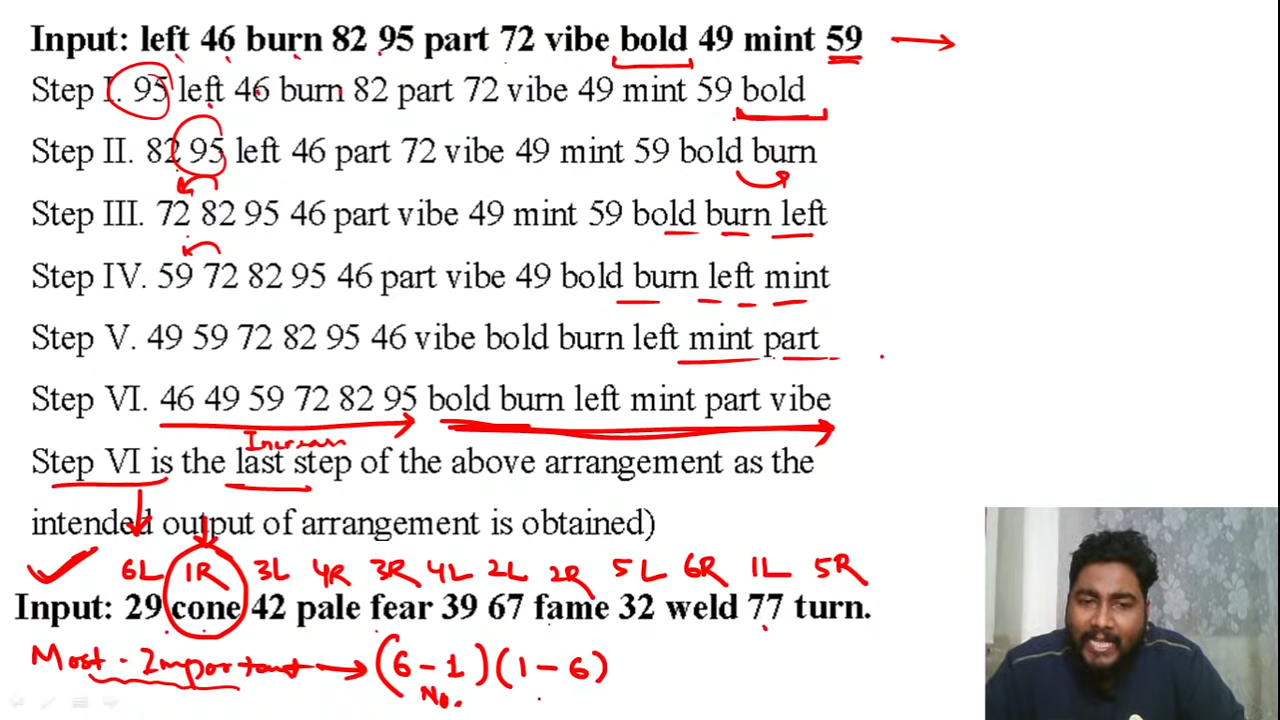 Input: left 46 burn 82 95 part 72 vibe bold 49 mint 59
Step I. 95 left 46 burn 82 part 72 vibe 49 mint 59 bold
Step II. 82 95 left 46 part 72 vibe 49 mint 59 bold burn
Step III. 72 82 95 46 part vibe 49 mint 59 bold burn left
Step IV. 59 72 82 95 46 part vibe 49 bold burn left mint
Step V. 49 59 72 82 95 46 vibe bold burn left mint part
Step VI. 46 49 59 72 82 95 bold burn left mint part vibe
Increan
Step VI is the last step of the above arrangement as the
intended output of arrangement is obtained)
6L 1R 3L 4R 3R 4L 2L 2R 5L 6R 1L 5R
Input: 29 cone 42 pale fear 39 67 fame 32 weld 77 turn.
Most - Important (6-1) (1-6)
No.